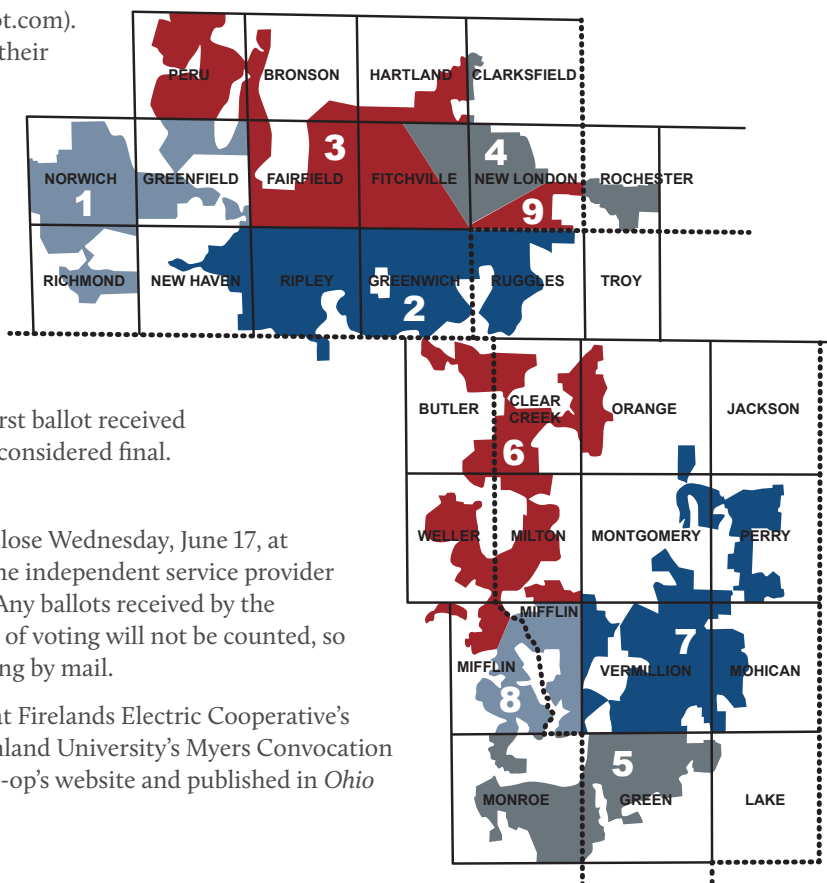 ot.com).
their
rst ballot received
considered final.
lose Wednesday, June 17, at
ne independent service provider
Any ballots received by the
of voting will not be counted, so
ng by mail.
at Firelands Electric Cooperative’s
nland University’s Myers Convocation
-op’s website and published in Ohio
PERU
BRONSON
HARTLAND
CLARKSFIELD
3
4
NORWICH
GREENFIELD
FAIRFIELD
FITCHVILLE
NEW LONDON
ROCHESTER
1
9
RICHMOND
NEW HAVEN
RIPLEY
GREENWICH
RUGGLES
TROY
2
BUTLER
CLEAR
CREEK
ORANGE
JACKSON
6
WELLER
MILTON
MONTGOMERY
PERRY
MIFFLIN
7
MIFFLIN
VERMILLION
MOHICAN
8
5
MONROE
GREEN
LAKE